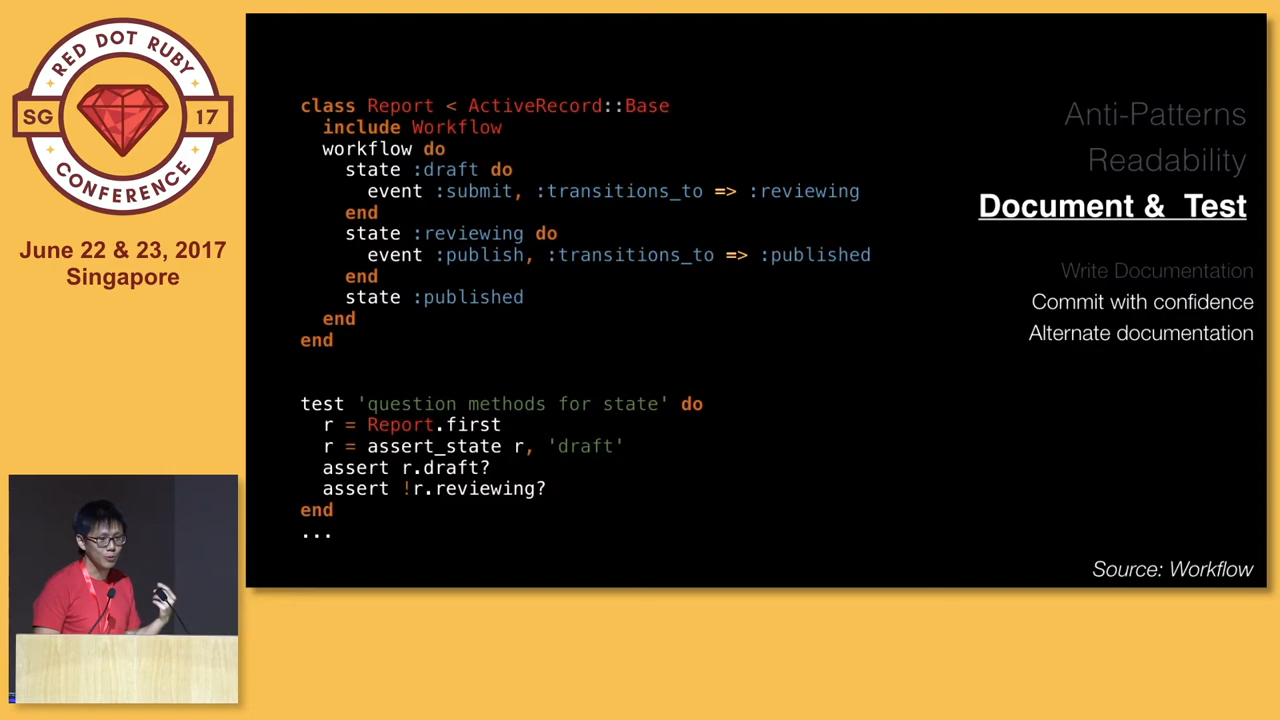 RED DOT RUBY
SG 17
CONFERENCE
June 22 & 23, 2017
Singapore
class Report < ActiveRecord::Base
  include Workflow
  workflow do
    state :draft do
      event :submit, :transitions_to => :reviewing
    end
    state :reviewing do
      event :publish, :transitions_to => :published
    end
    state :published
  end
end
test 'question methods for state' do
  r = Report.first
  r = assert_state r, 'draft'
  assert r.draft?
  assert !r.reviewing?
end
...
Anti-Patterns
Readability
Document & Test
Write Documentation
Commit with confidence
Alternate documentation
Source: Workflow